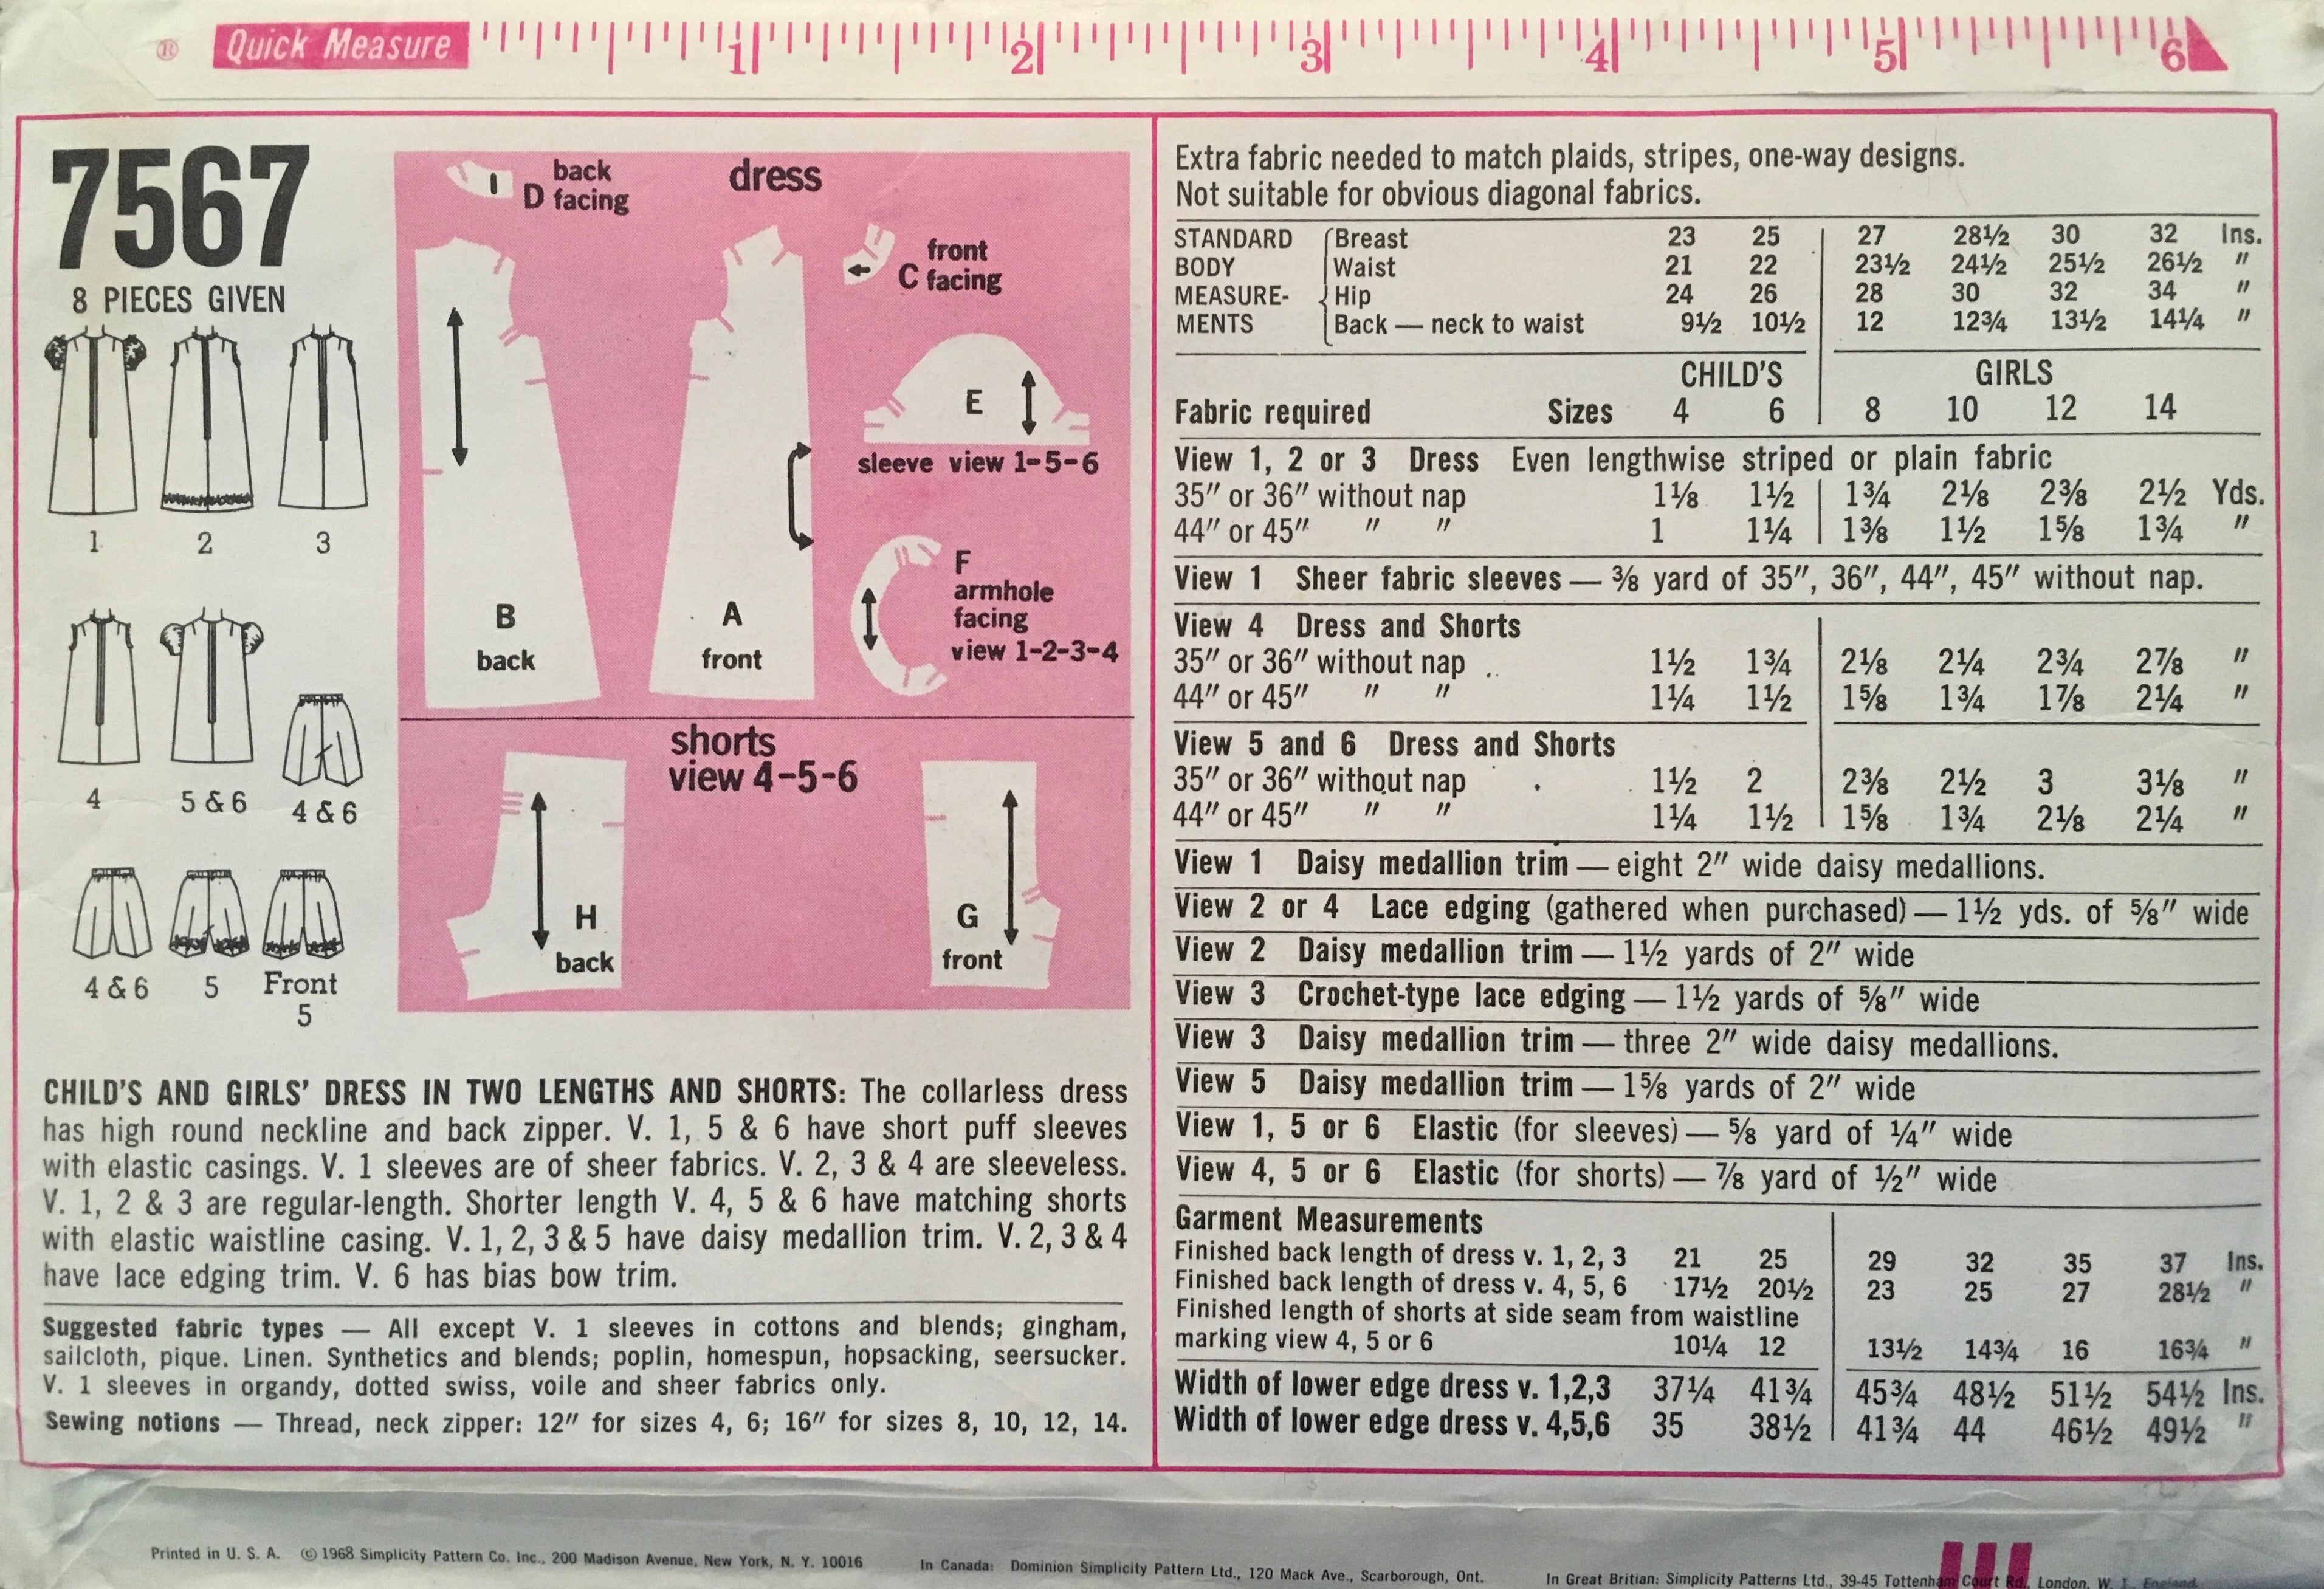 ® Quick Measure 1 2 3 4 5 6
7567
8 PIECES GIVEN
1 2 3
4 5 & 6 4 & 6
4 & 6 5 Front
5
dress
I
back
D facing
front
C facing
E
sleeve view 1-5-6
F
armhole
facing
view 1-2-3-4
B
back
A
front
shorts
view 4-5-6
H
back
G
front
CHILD'S AND GIRLS' DRESS IN TWO LENGTHS AND SHORTS: The collarless dress
has high round neckline and back zipper. V. 1, 5 & 6 have short puff sleeves
with elastic casings. V. 1 sleeves are of sheer fabrics. V. 2, 3 & 4 are sleeveless.
V. 1, 2 & 3 are regular-length. Shorter length V. 4, 5 & 6 have matching shorts
with elastic waistline casing. V. 1, 2, 3 & 5 have daisy medallion trim. V. 2, 3 & 4
have lace edging trim. V. 6 has bias bow trim.
Suggested fabric types — All except V. 1 sleeves in cottons and blends; gingham,
sailcloth, pique. Linen. Synthetics and blends; poplin, homespun, hopsacking, seersucker.
V. 1 sleeves in organdy, dotted swiss, voile and sheer fabrics only.
Sewing notions — Thread, neck zipper: 12″ for sizes 4, 6; 16″ for sizes 8, 10, 12, 14.
Extra fabric needed to match plaids, stripes, one-way designs.
Not suitable for obvious diagonal fabrics.
STANDARD Breast 23 25 27 28½ 30 32 Ins.
BODY Waist 21 22 23½ 24½ 25½ 26½ ″
MEASURE- Hip 24 26 28 30 32 34 ″
MENTS Back — neck to waist 9½ 10½ 12 12¾ 13½ 14¼ ″
CHILD'S GIRLS
Fabric required Sizes 4 6 8 10 12 14
View 1, 2 or 3 Dress Even lengthwise striped or plain fabric
35″ or 36″ without nap 1⅛ 1½ 1¾ 2⅛ 2⅜ 2½ Yds.
44″ or 45″ ″ ″ 1 1¼ 1⅜ 1½ 1⅝ 1¾ ″
View 1 Sheer fabric sleeves — ⅜ yard of 35″, 36″, 44″, 45″ without nap.
View 4 Dress and Shorts
35″ or 36″ without nap 1½ 1¾ 2⅛ 2¼ 2¾ 2⅞ ″
44″ or 45″ ″ ″ 1¼ 1½ 1⅝ 1¾ 1⅞ 2¼ ″
View 5 and 6 Dress and Shorts
35″ or 36″ without nap 1½ 2 2⅜ 2½ 3 3⅛ ″
44″ or 45″ ″ ″ 1¼ 1½ 1⅝ 1¾ 2⅛ 2¼ ″
View 1 Daisy medallion trim — eight 2″ wide daisy medallions.
View 2 or 4 Lace edging (gathered when purchased) — 1½ yds. of ⅝″ wide
View 2 Daisy medallion trim — 1½ yards of 2″ wide
View 3 Crochet-type lace edging — 1½ yards of ⅝″ wide
View 3 Daisy medallion trim — three 2″ wide daisy medallions.
View 5 Daisy medallion trim — 1⅝ yards of 2″ wide
View 1, 5 or 6 Elastic (for sleeves) — ⅝ yard of ¼″ wide
View 4, 5 or 6 Elastic (for shorts) — ⅞ yard of ½″ wide
Garment Measurements
Finished back length of dress v. 1, 2, 3 21 25 29 32 35 37 Ins.
Finished back length of dress v. 4, 5, 6 17½ 20½ 23 25 27 28½ ″
Finished length of shorts at side seam from waistline
marking view 4, 5 or 6 10¼ 12 13½ 14¾ 16 16¾ ″
Width of lower edge dress v. 1,2,3 37¼ 41¾ 45¾ 48½ 51½ 54½ Ins.
Width of lower edge dress v. 4,5,6 35 38½ 41¾ 44 46½ 49½ ″
Printed in U. S. A. © 1968 Simplicity Pattern Co. Inc., 200 Madison Avenue, New York, N. Y. 10016 In Canada: Dominion Simplicity Pattern Ltd., 120 Mack Ave., Scarborough, Ont. In Great Britian: Simplicity Patterns Ltd., 39-45 Tottenham Court Rd., London, W. 1., England